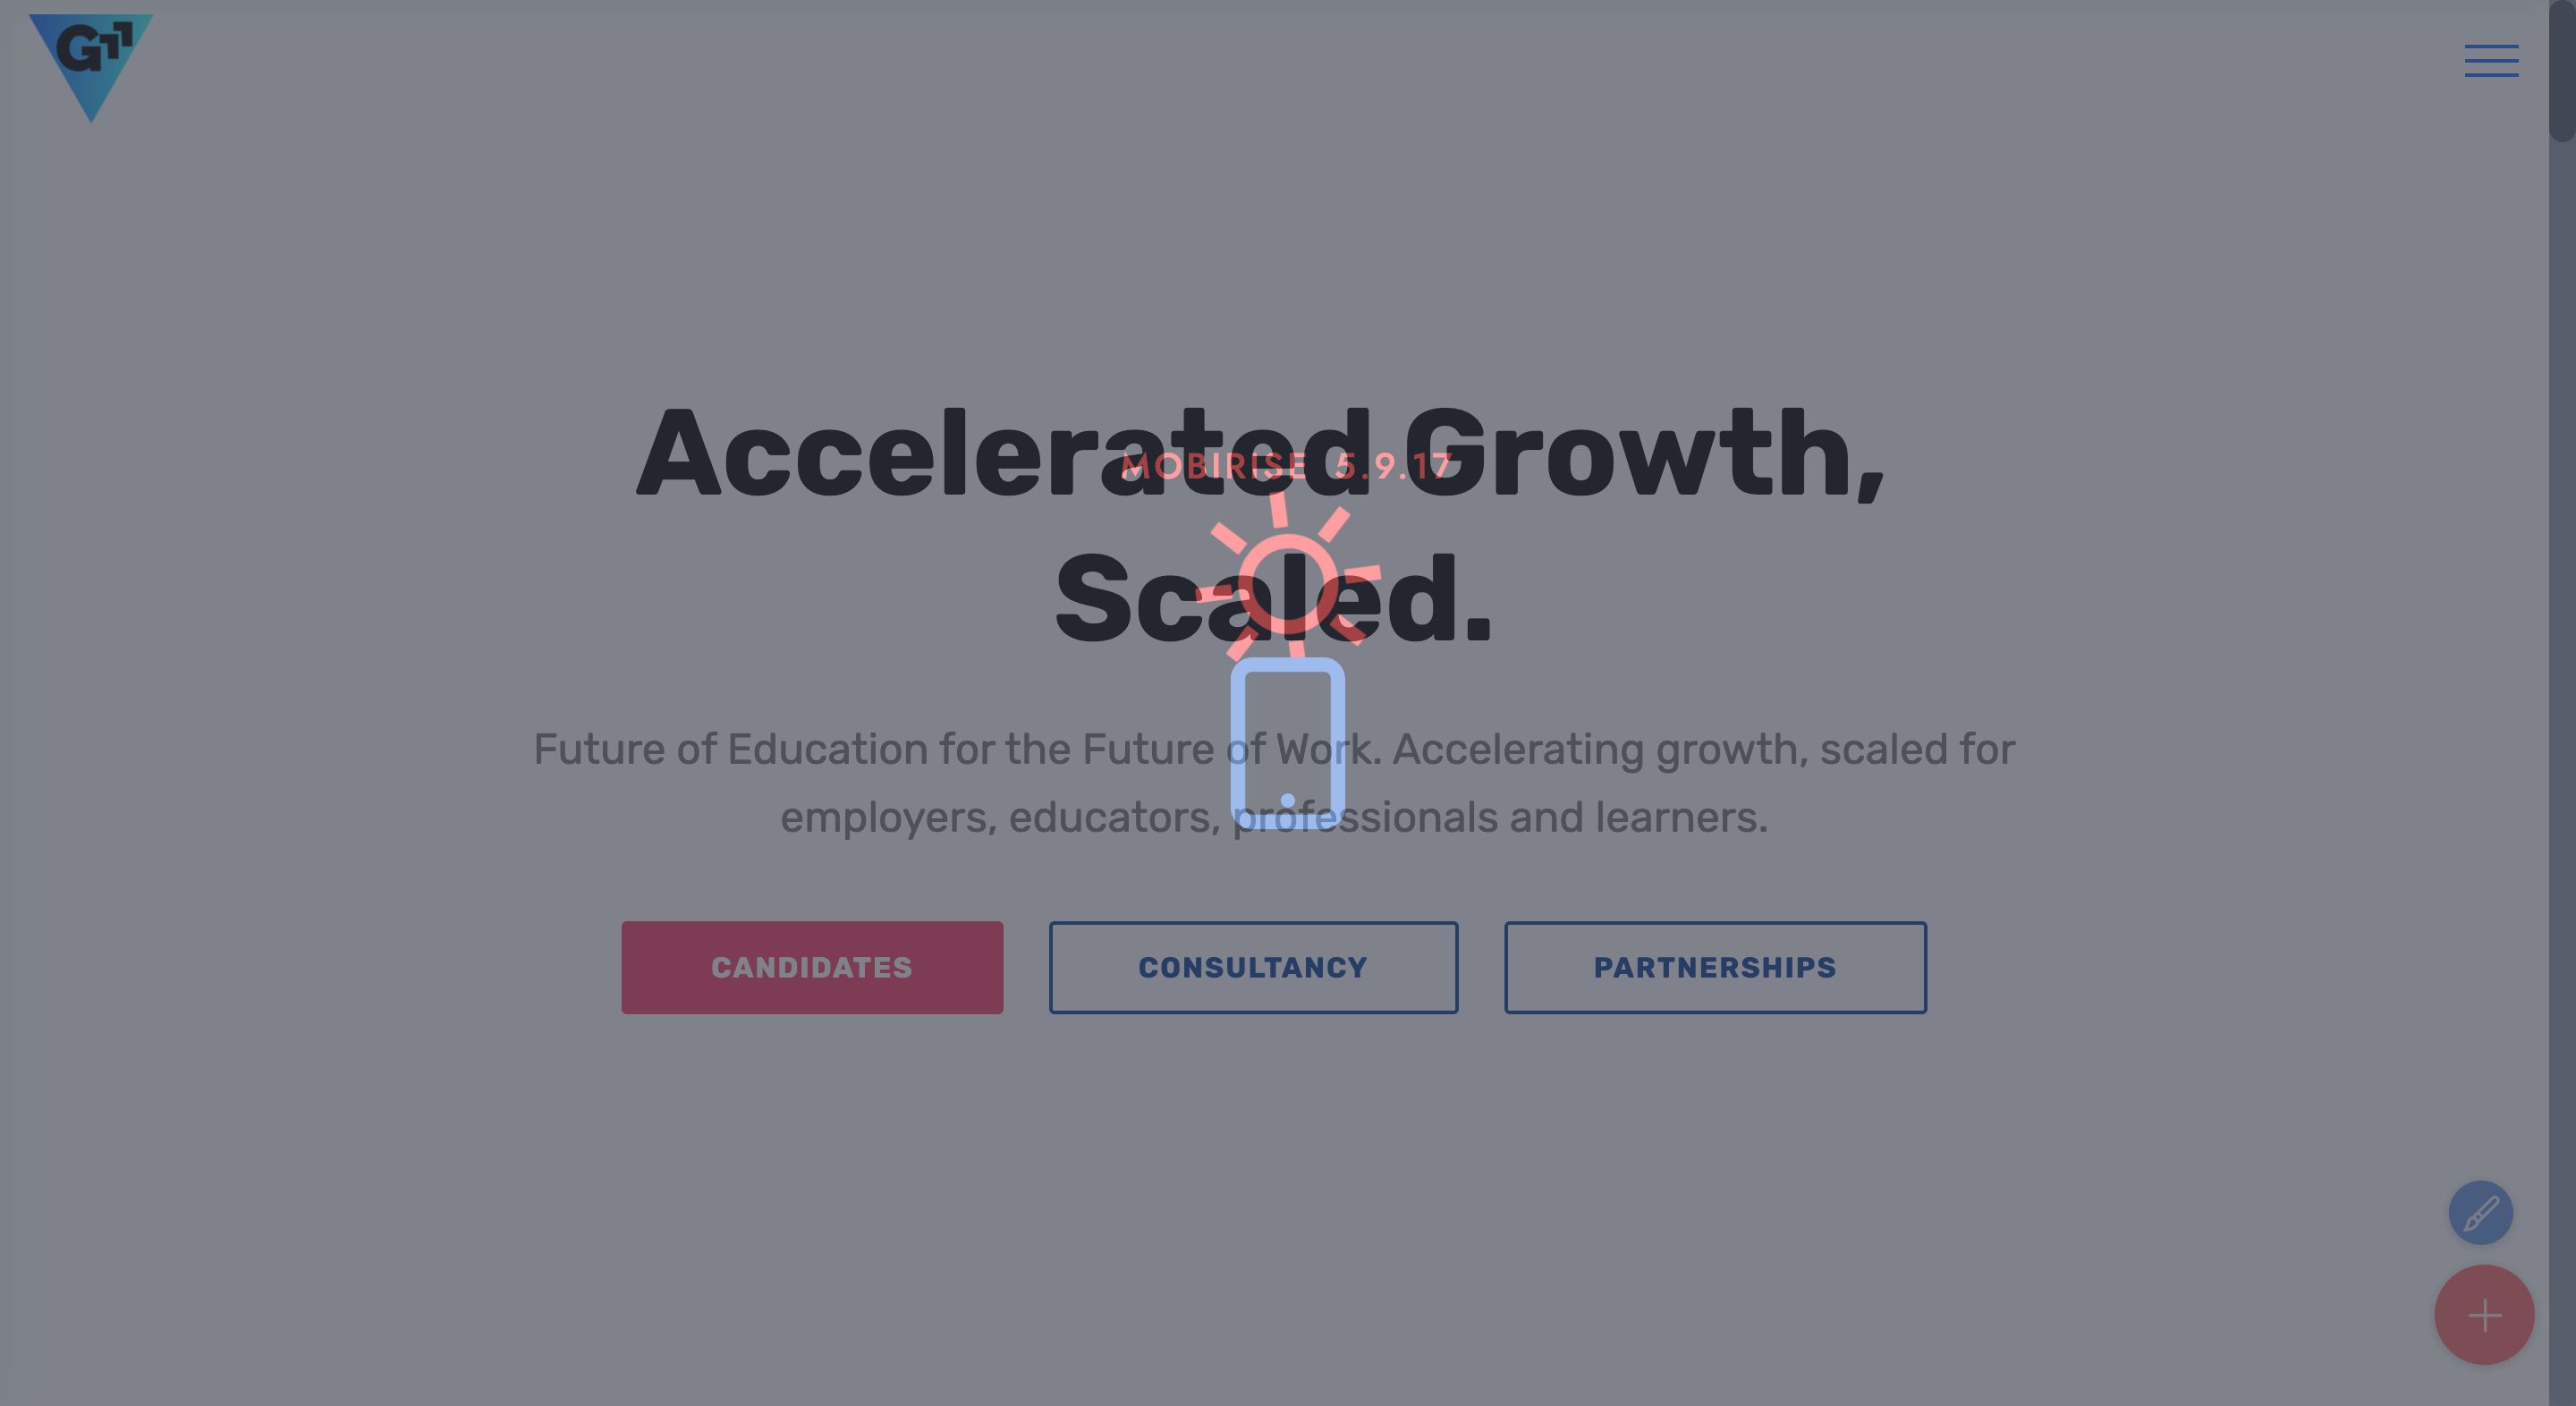 G
Accelerated Growth,
MOBIRISE 5.9.17
Scaled.
Future of Education for the Future of Work. Accelerating growth, scaled for
employers, educators, professionals and learners.
CANDIDATES
CONSULTANCY
PARTNERSHIPS